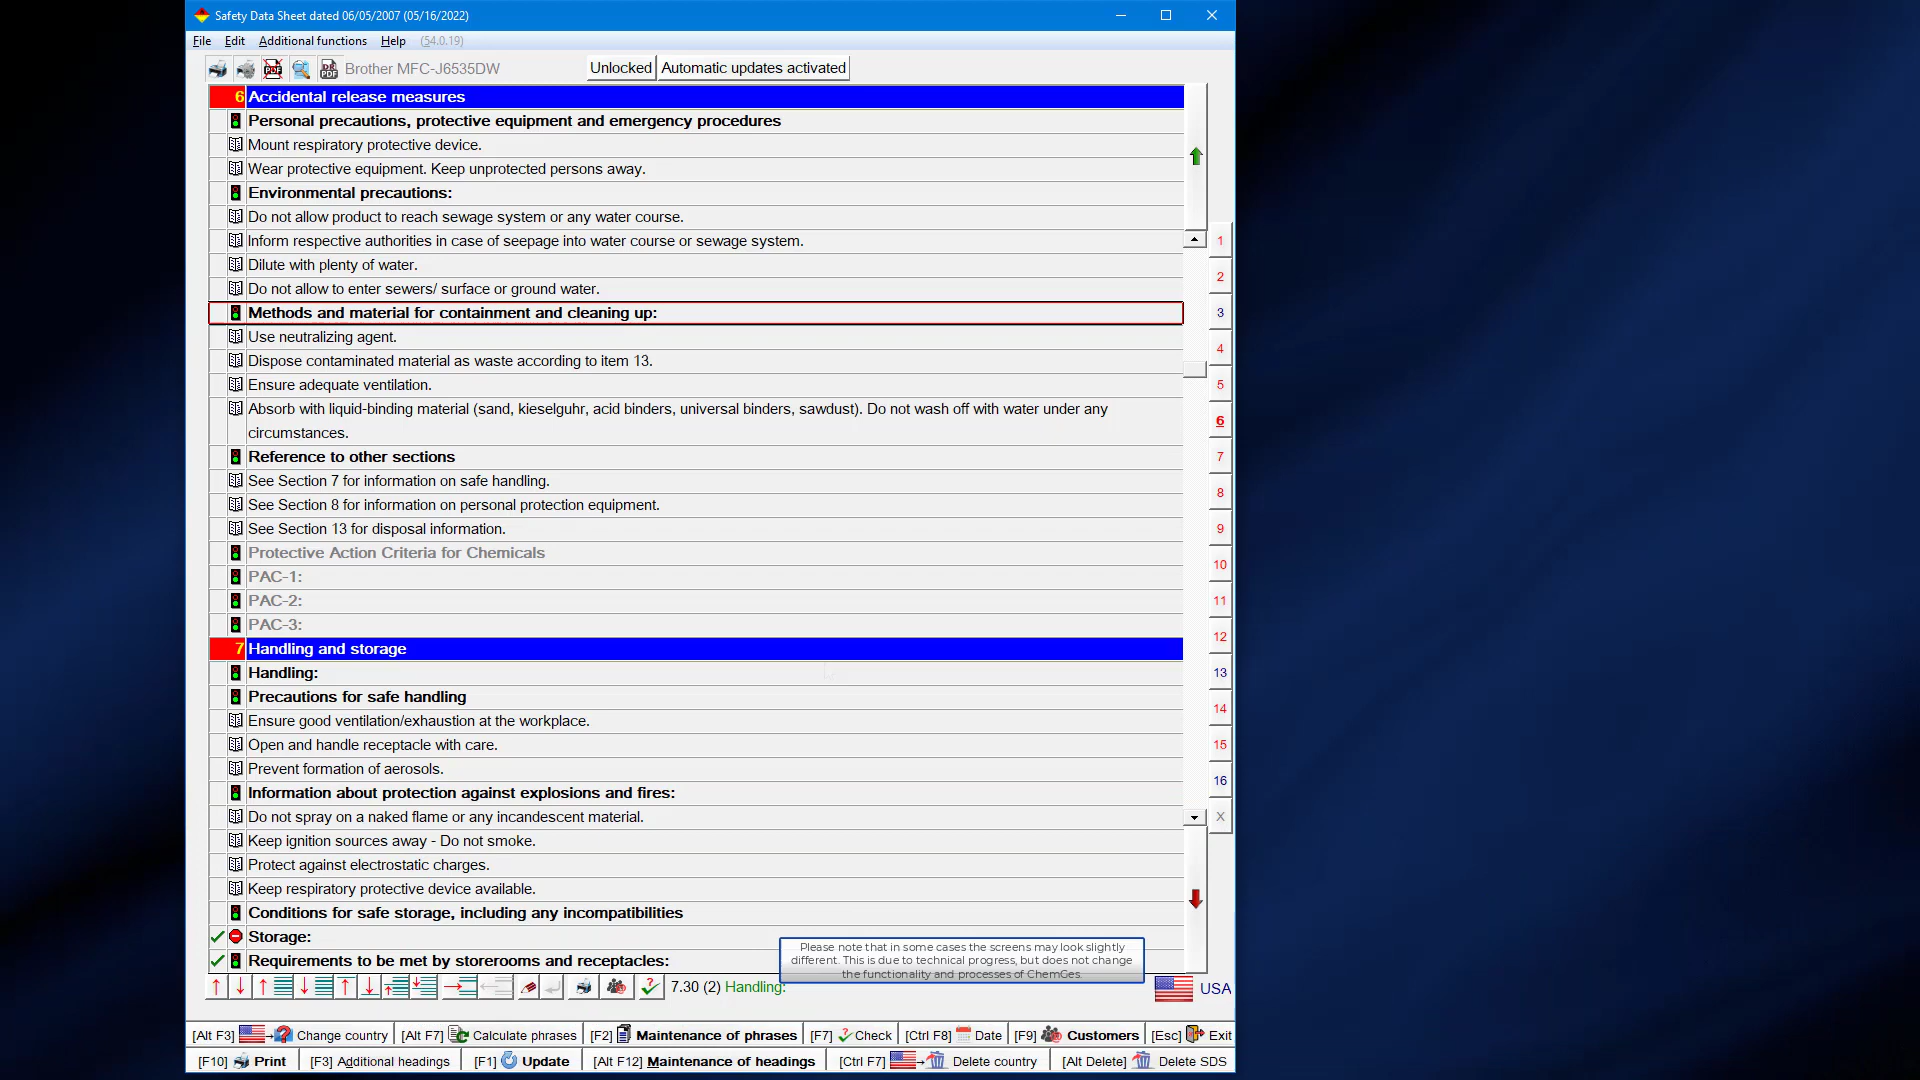 Safety Data Sheet dated 06/05/2007 (05/16/2022)
File Edit Additional functions Help (54.0.19)
PDF DR PDF Brother MFC-J6535DW Unlocked Automatic updates activated
6 Accidental release measures
Personal precautions, protective equipment and emergency procedures
Mount respiratory protective device.
Wear protective equipment. Keep unprotected persons away.
Environmental precautions:
Do not allow product to reach sewage system or any water course.
Inform respective authorities in case of seepage into water course or sewage system.
Dilute with plenty of water.
Do not allow to enter sewers/ surface or ground water.
Methods and material for containment and cleaning up:
Use neutralizing agent.
Dispose contaminated material as waste according to item 13.
Ensure adequate ventilation.
Absorb with liquid-binding material (sand, kieselguhr, acid binders, universal binders, sawdust). Do not wash off with water under any
circumstances.
Reference to other sections
See Section 7 for information on safe handling.
See Section 8 for information on personal protection equipment.
See Section 13 for disposal information.
Protective Action Criteria for Chemicals
PAC-1:
PAC-2:
PAC-3:
7 Handling and storage
Handling:
Precautions for safe handling
Ensure good ventilation/exhaustion at the workplace.
Open and handle receptacle with care.
Prevent formation of aerosols.
Information about protection against explosions and fires:
Do not spray on a naked flame or any incandescent material.
Keep ignition sources away - Do not smoke.
Protect against electrostatic charges.
Keep respiratory protective device available.
Conditions for safe storage, including any incompatibilities
Storage:
Requirements to be met by storerooms and receptacles:
1
2
3
4
5
6
7
8
9
10
11
12
13
14
15
16
X
Please note that in some cases the screens may look slightly
different. This is due to technical progress, but does not change
the functionality and processes of ChemGes.
7.30 (2) Handling:
USA
[Alt F3] Change country [Alt F7] Calculate phrases [F2] Maintenance of phrases [F7] Check [Ctrl F8] Date [F9] Customers [Esc] Exit
[F10] Print [F3] Additional headings [F1] Update [Alt F12] Maintenance of headings [Ctrl F7] Delete country [Alt Delete] Delete SDS